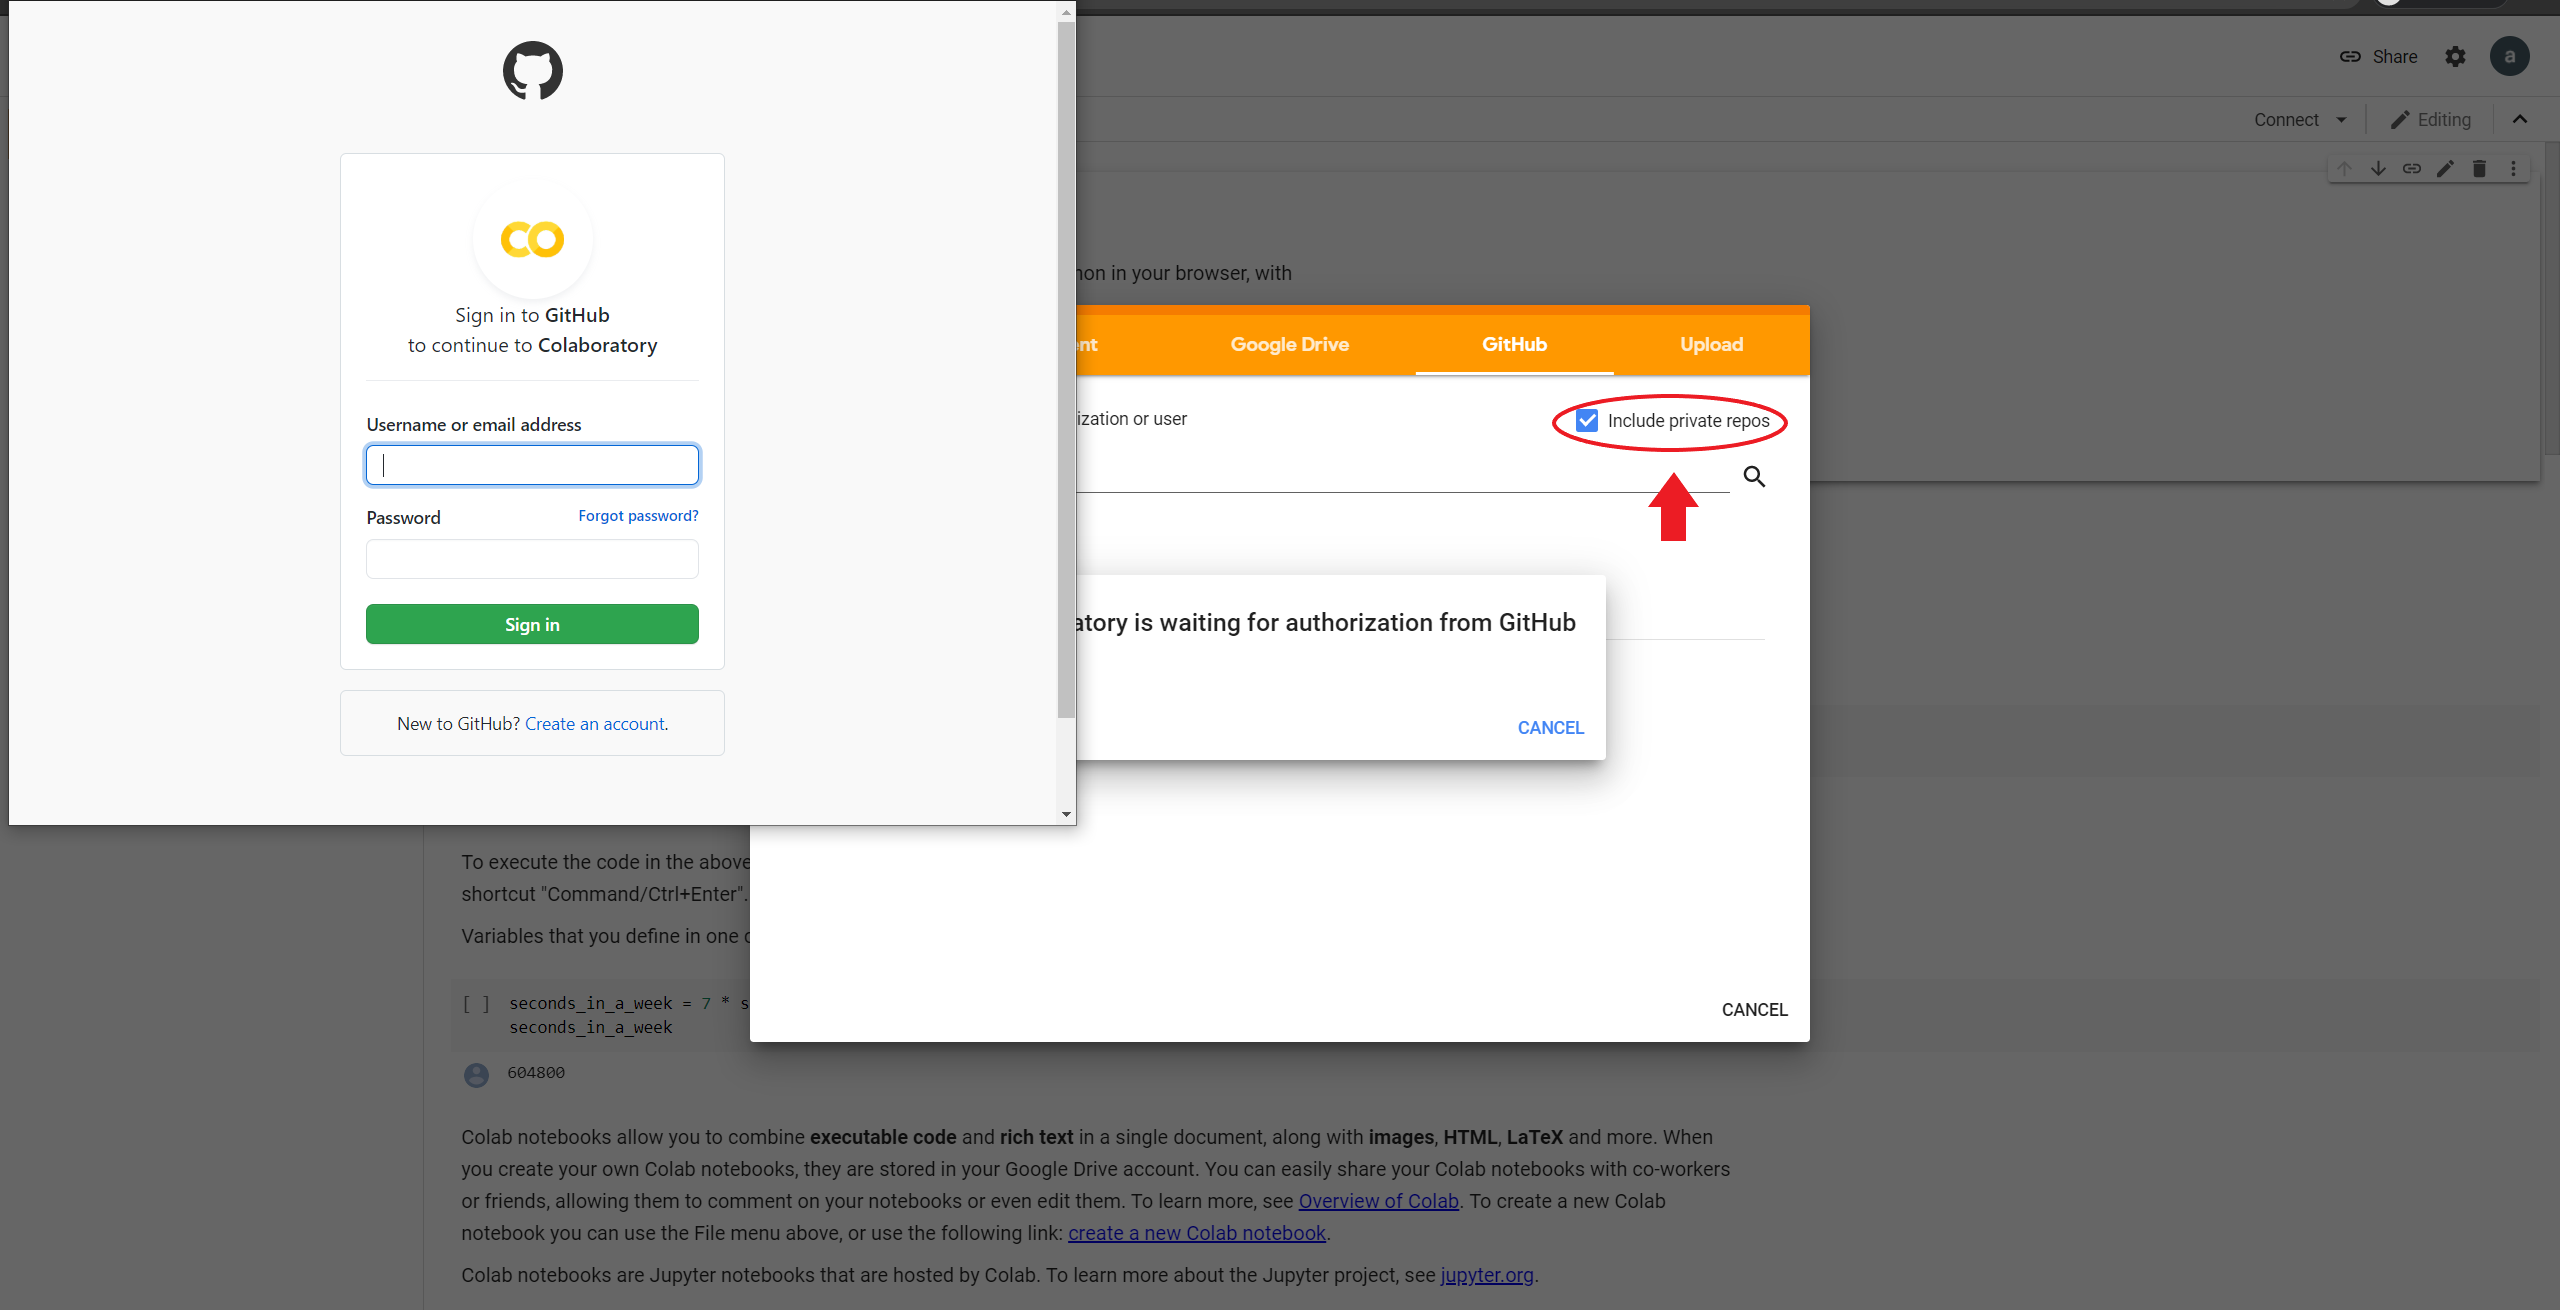 Sign in to GitHub
to continue to Colaboratory
Username or email address
Password
Forgot password?
Sign in
New to GitHub? Create an account.
Share
a
Connect
Editing
in your browser, with
Google Drive
GitHub
Upload
or user
Include private repos
is waiting for authorization from GitHub
CANCEL
CANCEL
To execute the code in the above
shortcut "Command/Ctrl+Enter".
Variables that you define in one
[ ] seconds_in_a_week = 7 * s
seconds_in_a_week
604800
Colab notebooks allow you to combine executable code and rich text in a single document, along with images, HTML, LaTeX and more. When
you create your own Colab notebooks, they are stored in your Google Drive account. You can easily share your Colab notebooks with co-workers
or friends, allowing them to comment on your notebooks or even edit them. To learn more, see Overview of Colab. To create a new Colab
notebook you can use the File menu above, or use the following link: create a new Colab notebook.
Colab notebooks are Jupyter notebooks that are hosted by Colab. To learn more about the Jupyter project, see jupyter.org.